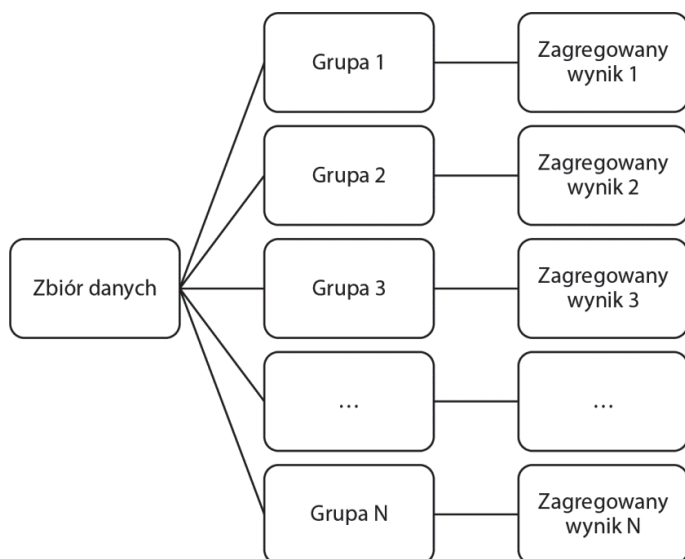 Zbiór danych
Grupa 1
Zagregowany
wynik 1
Grupa 2
Zagregowany
wynik 2
Grupa 3
Zagregowany
wynik 3
...
...
Grupa N
Zagregowany
wynik N